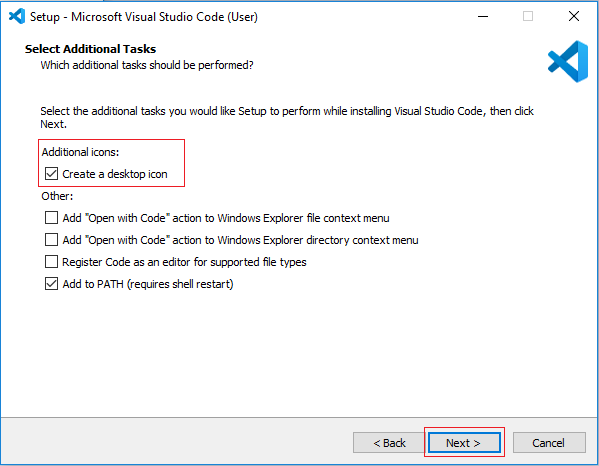 Setup - Microsoft Visual Studio Code (User)
Select Additional Tasks
Which additional tasks should be performed?
Select the additional tasks you would like Setup to perform while installing Visual Studio Code, then click
Next.
Additional icons:
Create a desktop icon
Other:
Add "Open with Code" action to Windows Explorer file context menu
Add "Open with Code" action to Windows Explorer directory context menu
Register Code as an editor for supported file types
Add to PATH (requires shell restart)
< Back Next > Cancel